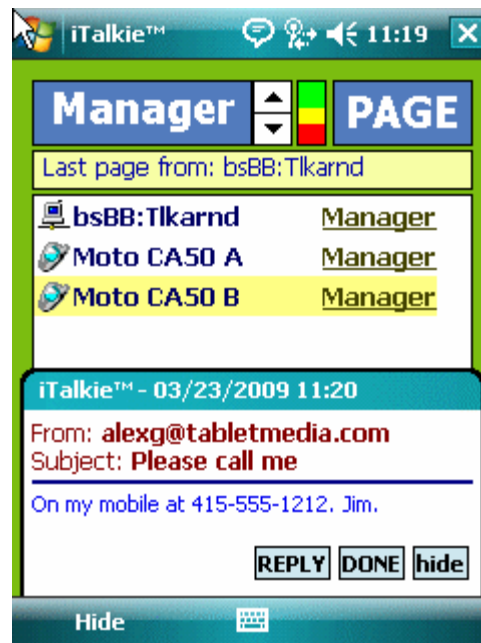 iTalkie™ 11:19
Manager PAGE
Last page from: bsBB:Tlkarnd
bsBB:Tlkarnd Manager
Moto CA50 A Manager
Moto CA50 B Manager
iTalkie™ - 03/23/2009 11:20
From: alexg@tabletmedia.com
Subject: Please call me
On my mobile at 415-555-1212. Jim.
REPLY DONE hide
Hide